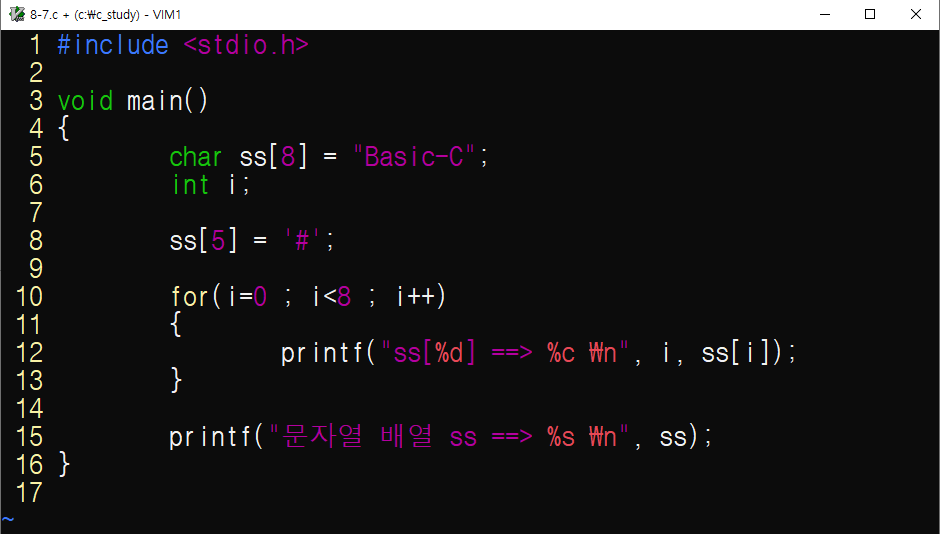 8-7.c + (c:₩c_study) - VIM1
1 #include <stdio.h>
2
3 void main()
4 {
5         char ss[8] = "Basic-C";
6         int i;
7
8         ss[5] = '#';
9
10         for(i=0 ; i<8 ; i++)
11         {
12                 printf("ss[%d] ==> %c ₩n", i, ss[i]);
13         }
14
15         printf("문자열 배열 ss ==> %s ₩n", ss);
16 }
17
~